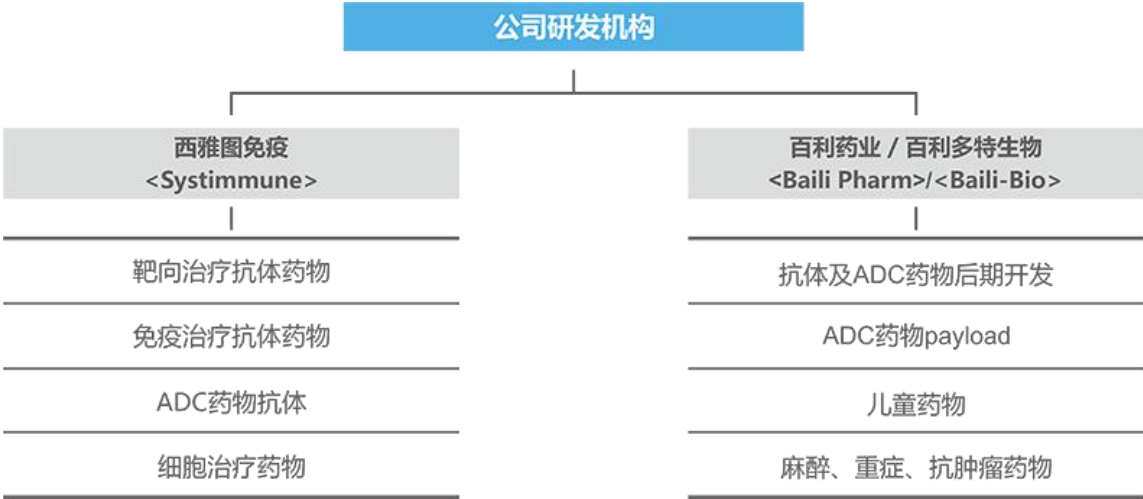 公司研发机构
西雅图免疫
<Systimmune>
靶向治疗抗体药物
免疫治疗抗体药物
ADC药物抗体
细胞治疗药物
百利药业 / 百利多特生物
<Baili Pharm>/<Baili-Bio>
抗体及ADC药物后期开发
ADC药物payload
儿童药物
麻醉、重症、抗肿瘤药物